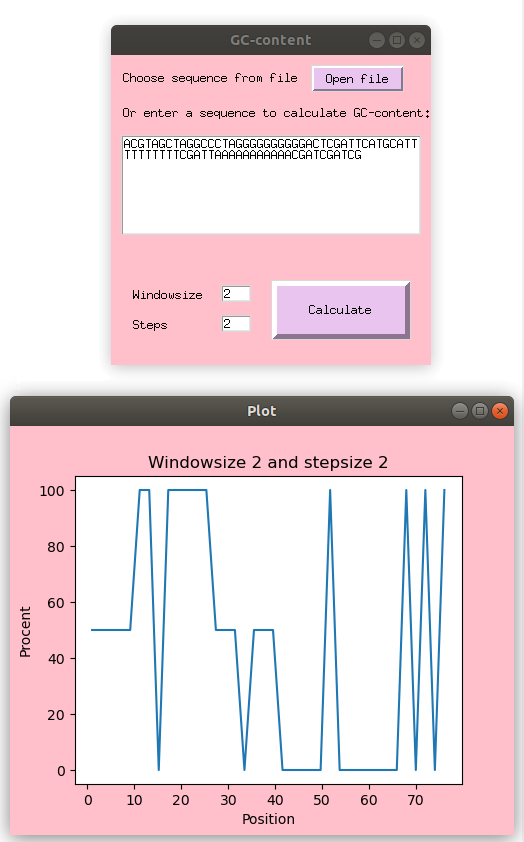 GC-content
Choose sequence from file
Open file
Or enter a sequence to calculate GC-content:
ACGTAGCTAGGCCCTAGGGGGGGGGGACTCGATTCATGCATT
TTTTTTTTCGATTAAAAAAAAAAACGATCGATCG
Windowsize 2
Steps 2
Calculate
Plot
Windowsize 2 and stepsize 2
Procent
100
80
60
40
20
0
0 10 20 30 40 50 60 70
Position